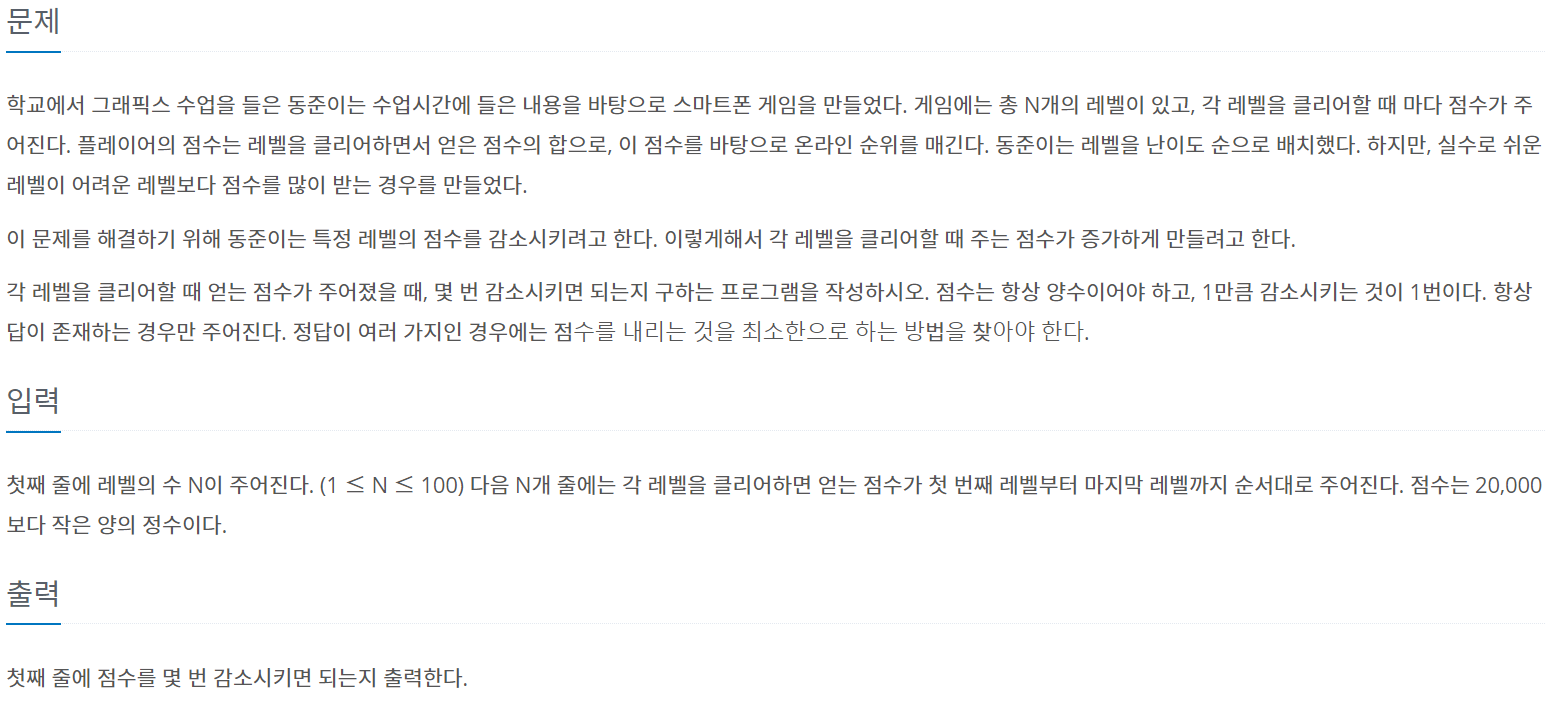 문제
학교에서 그래픽스 수업을 들은 동준이는 수업시간에 들은 내용을 바탕으로 스마트폰 게임을 만들었다. 게임에는 총 N개의 레벨이 있고, 각 레벨을 클리어할 때 마다 점수가 주
어진다. 플레이어의 점수는 레벨을 클리어하면서 얻은 점수의 합으로, 이 점수를 바탕으로 온라인 순위를 매긴다. 동준이는 레벨을 난이도 순으로 배치했다. 하지만, 실수로 쉬운
레벨이 어려운 레벨보다 점수를 많이 받는 경우를 만들었다.
이 문제를 해결하기 위해 동준이는 특정 레벨의 점수를 감소시키려고 한다. 이렇게해서 각 레벨을 클리어할 때 주는 점수가 증가하게 만들려고 한다.
각 레벨을 클리어할 때 얻는 점수가 주어졌을 때, 몇 번 감소시키면 되는지 구하는 프로그램을 작성하시오. 점수는 항상 양수이어야 하고, 1만큼 감소시키는 것이 1번이다. 항상
답이 존재하는 경우만 주어진다. 정답이 여러 가지인 경우에는 점수를 내리는 것을 최소한으로 하는 방법을 찾아야 한다.
입력
첫째 줄에 레벨의 수 N이 주어진다. (1 ≤ N ≤ 100) 다음 N개 줄에는 각 레벨을 클리어하면 얻는 점수가 첫 번째 레벨부터 마지막 레벨까지 순서대로 주어진다. 점수는 20,000
보다 작은 양의 정수이다.
출력
첫째 줄에 점수를 몇 번 감소시키면 되는지 출력한다.